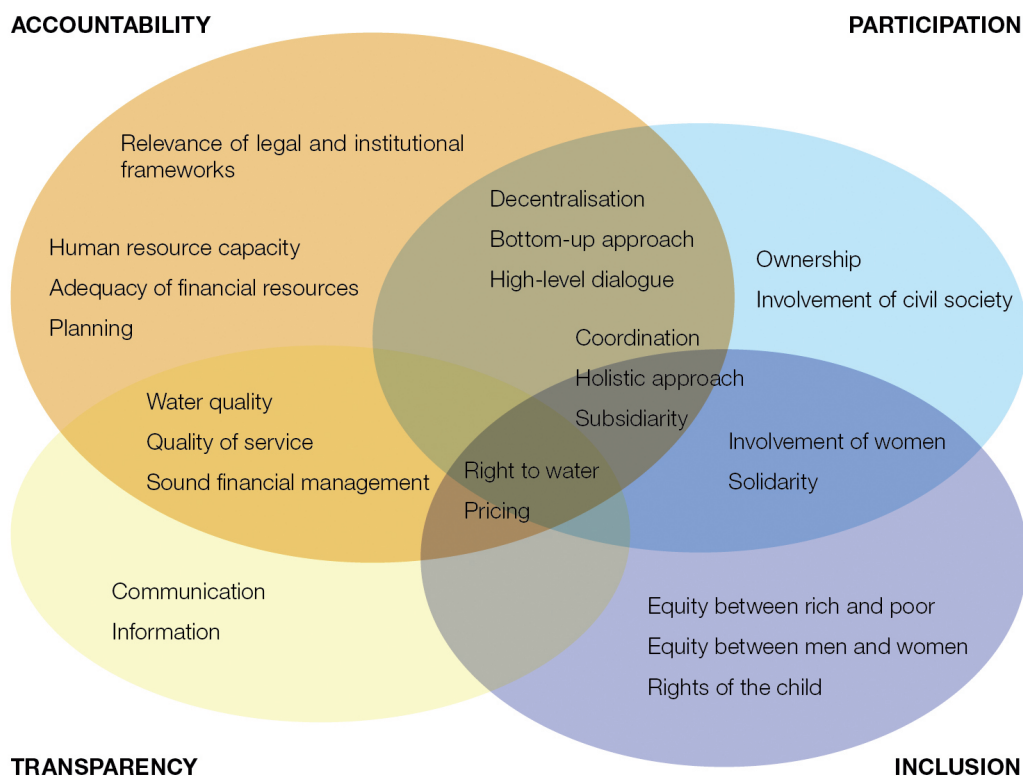 ACCOUNTABILITY
PARTICIPATION
Relevance of legal and institutional
frameworks
Decentralisation
Human resource capacity
Bottom-up approach
Ownership
Adequacy of financial resources
High-level dialogue
Involvement of civil society
Planning
Coordination
Holistic approach
Water quality
Subsidiarity
Quality of service
Involvement of women
Sound financial management
Right to water
Solidarity
Pricing
Communication
Equity between rich and poor
Information
Equity between men and women
Rights of the child
TRANSPARENCY
INCLUSION